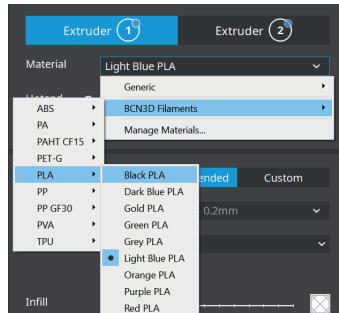 Extruder 1 Extruder 2
Material Light Blue PLA
Generic
BCN3D Filaments
Manage Materials...
ABS
PA
PAHT CF15
PET-G
PLA
PP
PP GF30
PVA
TPU
Black PLA
Dark Blue PLA
Gold PLA
Green PLA
Grey PLA
Light Blue PLA
Orange PLA
Purple PLA
Red PLA
Custom
0.2mm
Infill